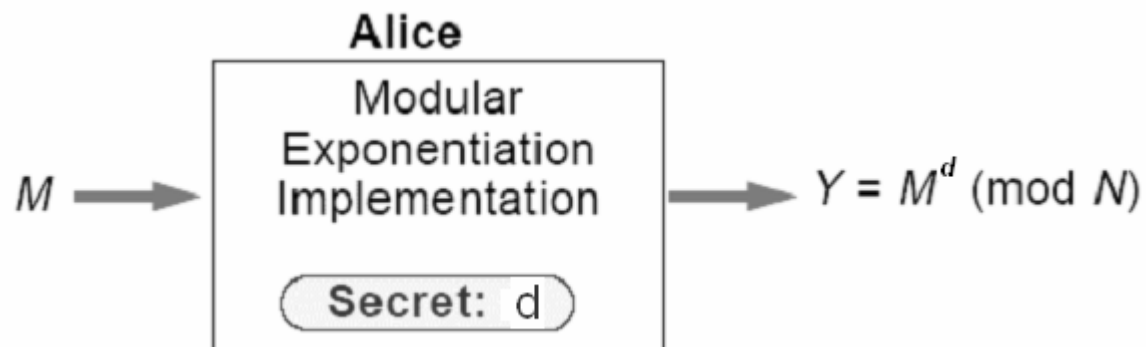 Alice
Modular
Exponentiation
Implementation
M
Y = M^d (mod N)
Secret: d